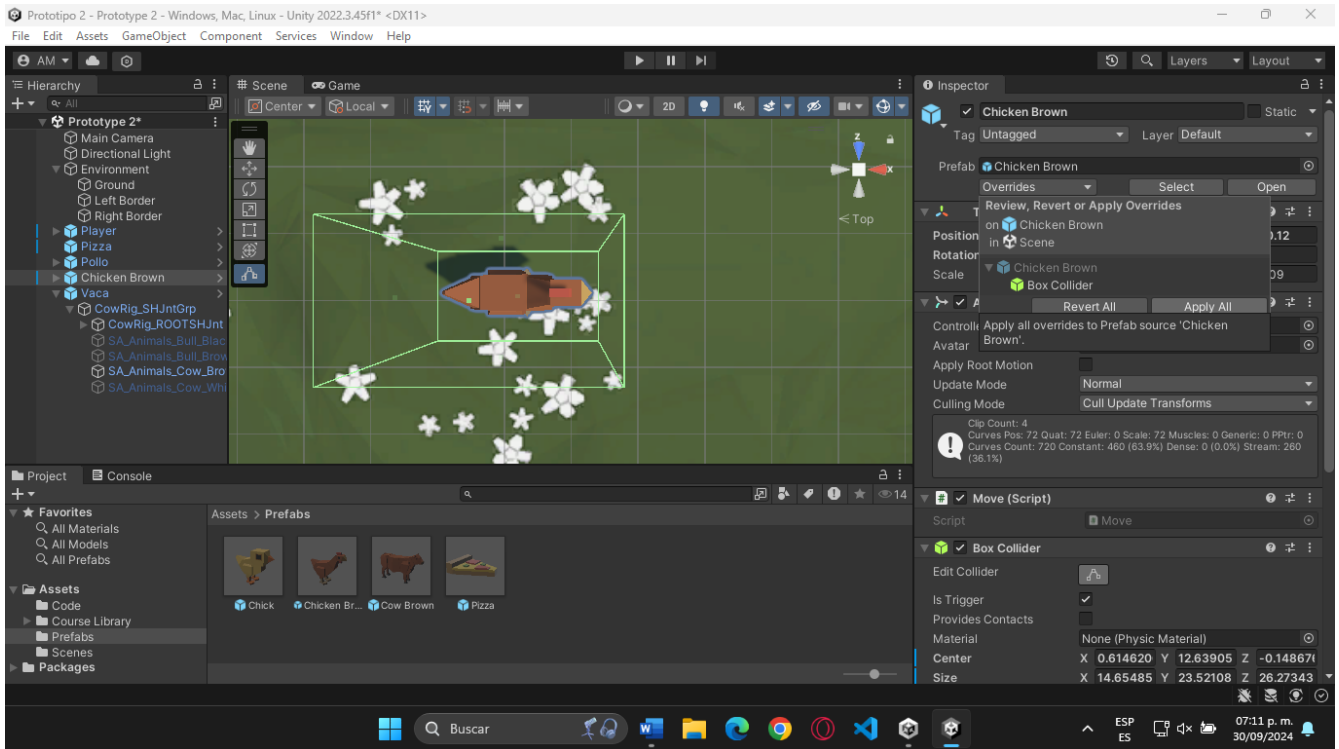 Prototipo 2 - Prototype 2 - Windows, Mac, Linux - Unity 2022.3.45f1* <DX11>
File Edit Assets GameObject Component Services Window Help
AM
Layers
Layout
Hierarchy
All
Prototype 2*
Main Camera
Directional Light
Environment
Ground
Left Border
Right Border
Player
Pizza
Pollo
Chicken Brown
Vaca
CowRig_SHJntGrp
CowRig_ROOTSHJnt
SA_Animals_Bull_Blac
SA_Animals_Bull_Brow
SA_Animals_Cow_Bro
SA_Animals_Cow_Whi
Scene Game
Center Local 2D
z
x
Top
Inspector
Chicken Brown Static
Tag Untagged Layer Default
Prefab Chicken Brown
Overrides Select Open
Review, Revert or Apply Overrides
on Chicken Brown
in Scene
Chicken Brown
Box Collider
Revert All Apply All
Apply all overrides to Prefab source 'Chicken
Brown'.
T
Position .12
Rotation
Scale 09
A
Controlle
Avatar
Apply Root Motion
Update Mode Normal
Culling Mode Cull Update Transforms
Clip Count: 4
Curves Pos: 72 Quat: 72 Euler: 0 Scale: 72 Muscles: 0 Generic: 0 PPtr: 0
Curves Count: 720 Constant: 460 (63.9%) Dense: 0 (0.0%) Stream: 260
(36.1%)
Move (Script)
Script Move
Box Collider
Edit Collider
Is Trigger
Provides Contacts
Material None (Physic Material)
Center X 0.614620 Y 12.63905 Z -0.148676
Size X 14.65485 Y 23.52108 Z 26.27343
Project Console
14
Favorites
All Materials
All Models
All Prefabs
Assets
Code
Course Library
Prefabs
Scenes
Packages
Assets > Prefabs
Chick Chicken Br... Cow Brown Pizza
Buscar
ESP
ES
07:11 p. m.
30/09/2024